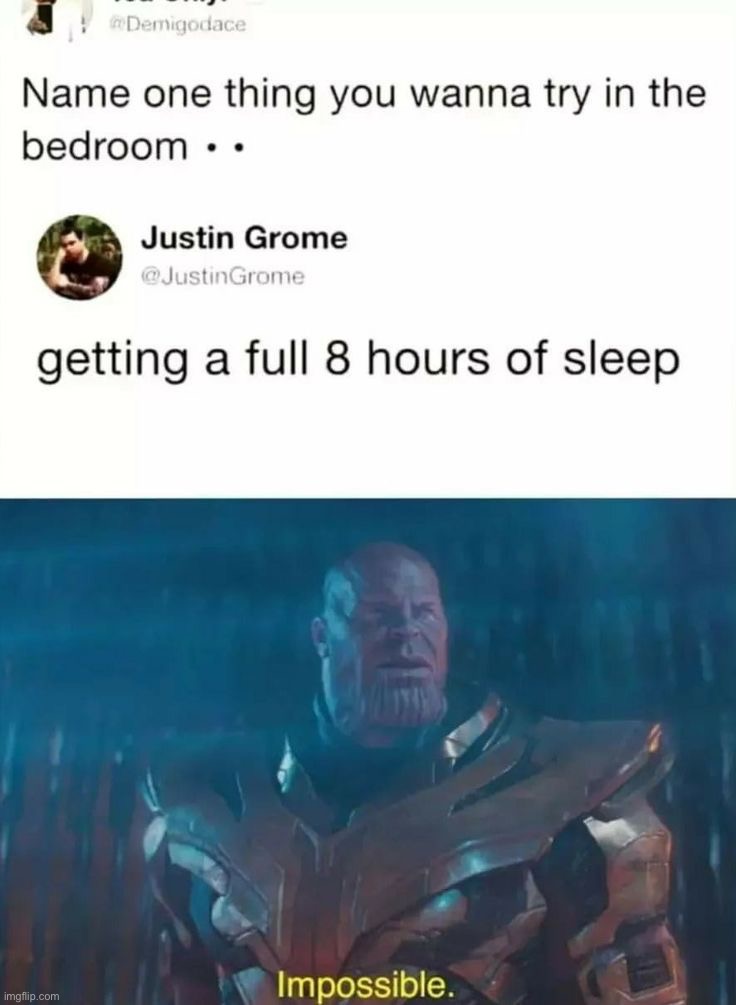 @Demigodace
Name one thing you wanna try in the
bedroom • •
Justin Grome
@JustinGrome
getting a full 8 hours of sleep
Impossible.
imgflip.com